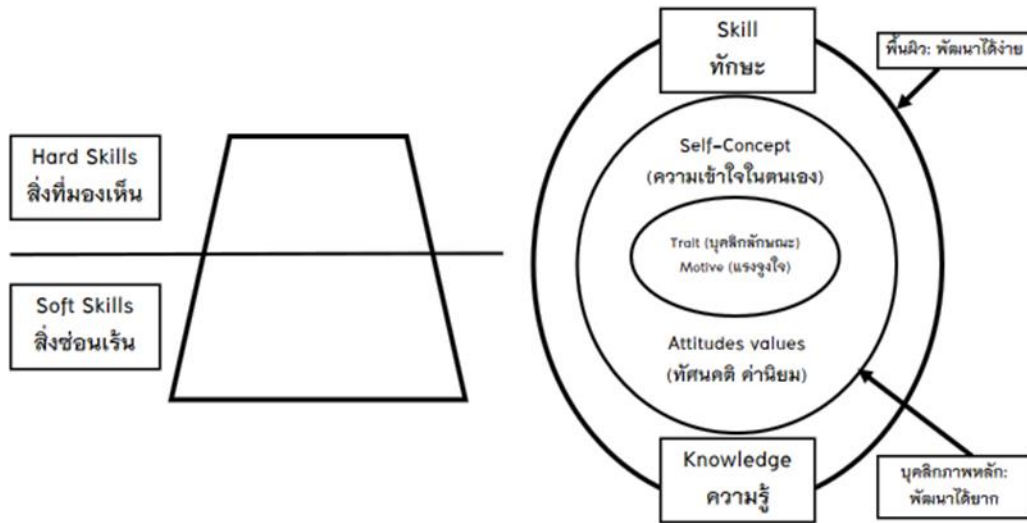 Hard Skills
สิ่งที่มองเห็น
Soft Skills
สิ่งซ่อนเร้น
Skill
ทักษะ
พื้นผิว: พัฒนาได้ง่าย
Self-Concept
(ความเข้าใจในตนเอง)
Trait (บุคลิกลักษณะ)
Motive (แรงจูงใจ)
Attitudes values
(ทัศนคติ ค่านิยม)
Knowledge
ความรู้
บุคลิกภาพหลัก:
พัฒนาได้ยาก